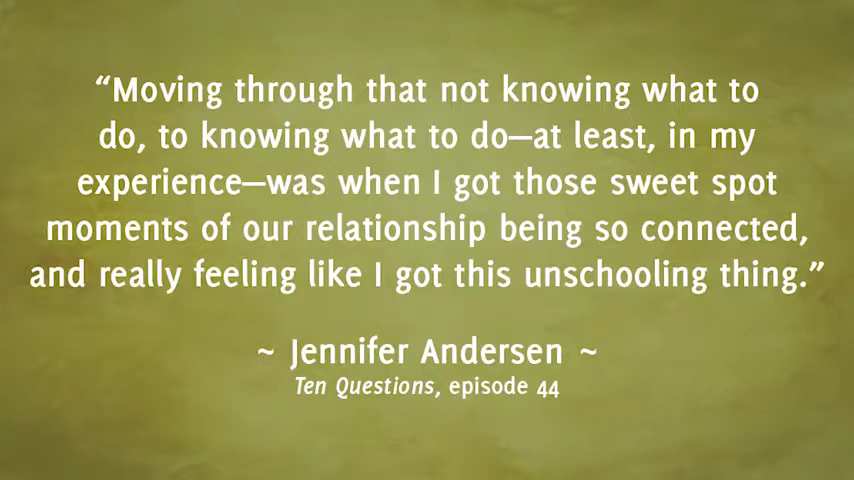 “Moving through that not knowing what to
do, to knowing what to do—at least, in my
experience—was when I got those sweet spot
moments of our relationship being so connected,
and really feeling like I got this unschooling thing.”
~ Jennifer Andersen ~
Ten Questions, episode 44